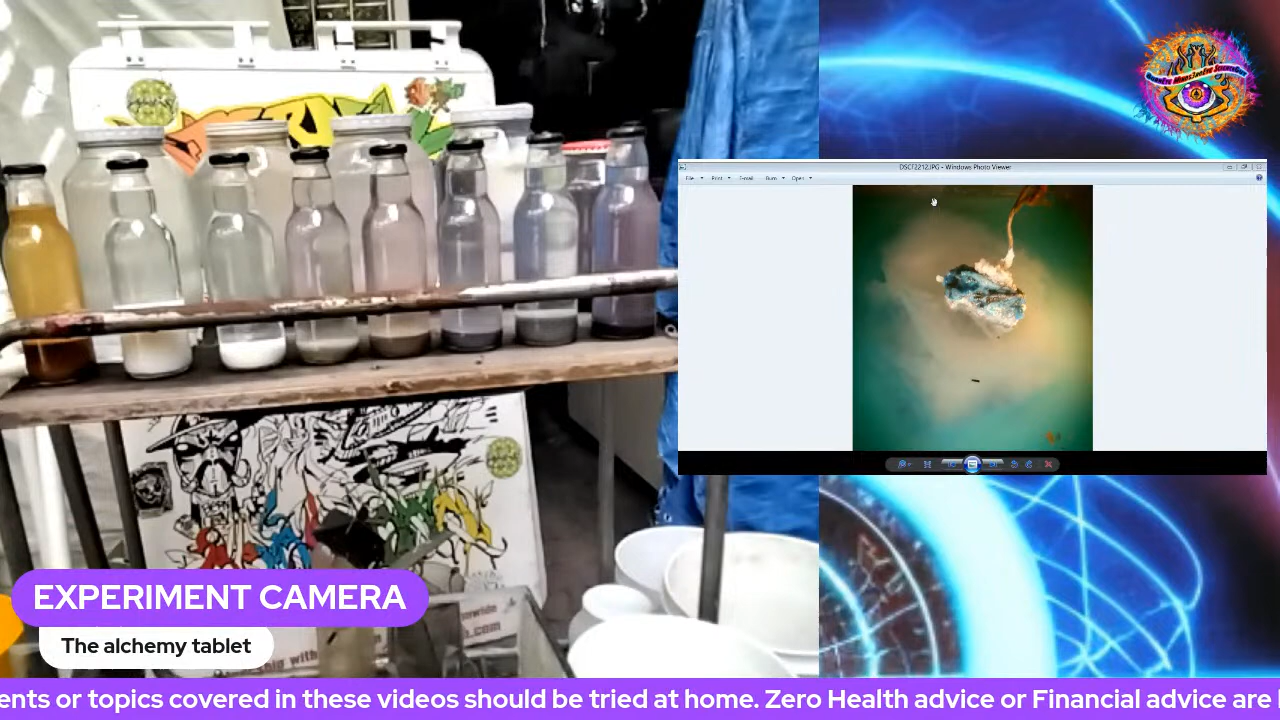 DSCF2212.JPG - Windows Photo Viewer
File Print E-mail Burn Open
EXPERIMENT CAMERA
The alchemy tablet
ents or topics covered in these videos should be tried at home. Zero Health advice or Financial advice are